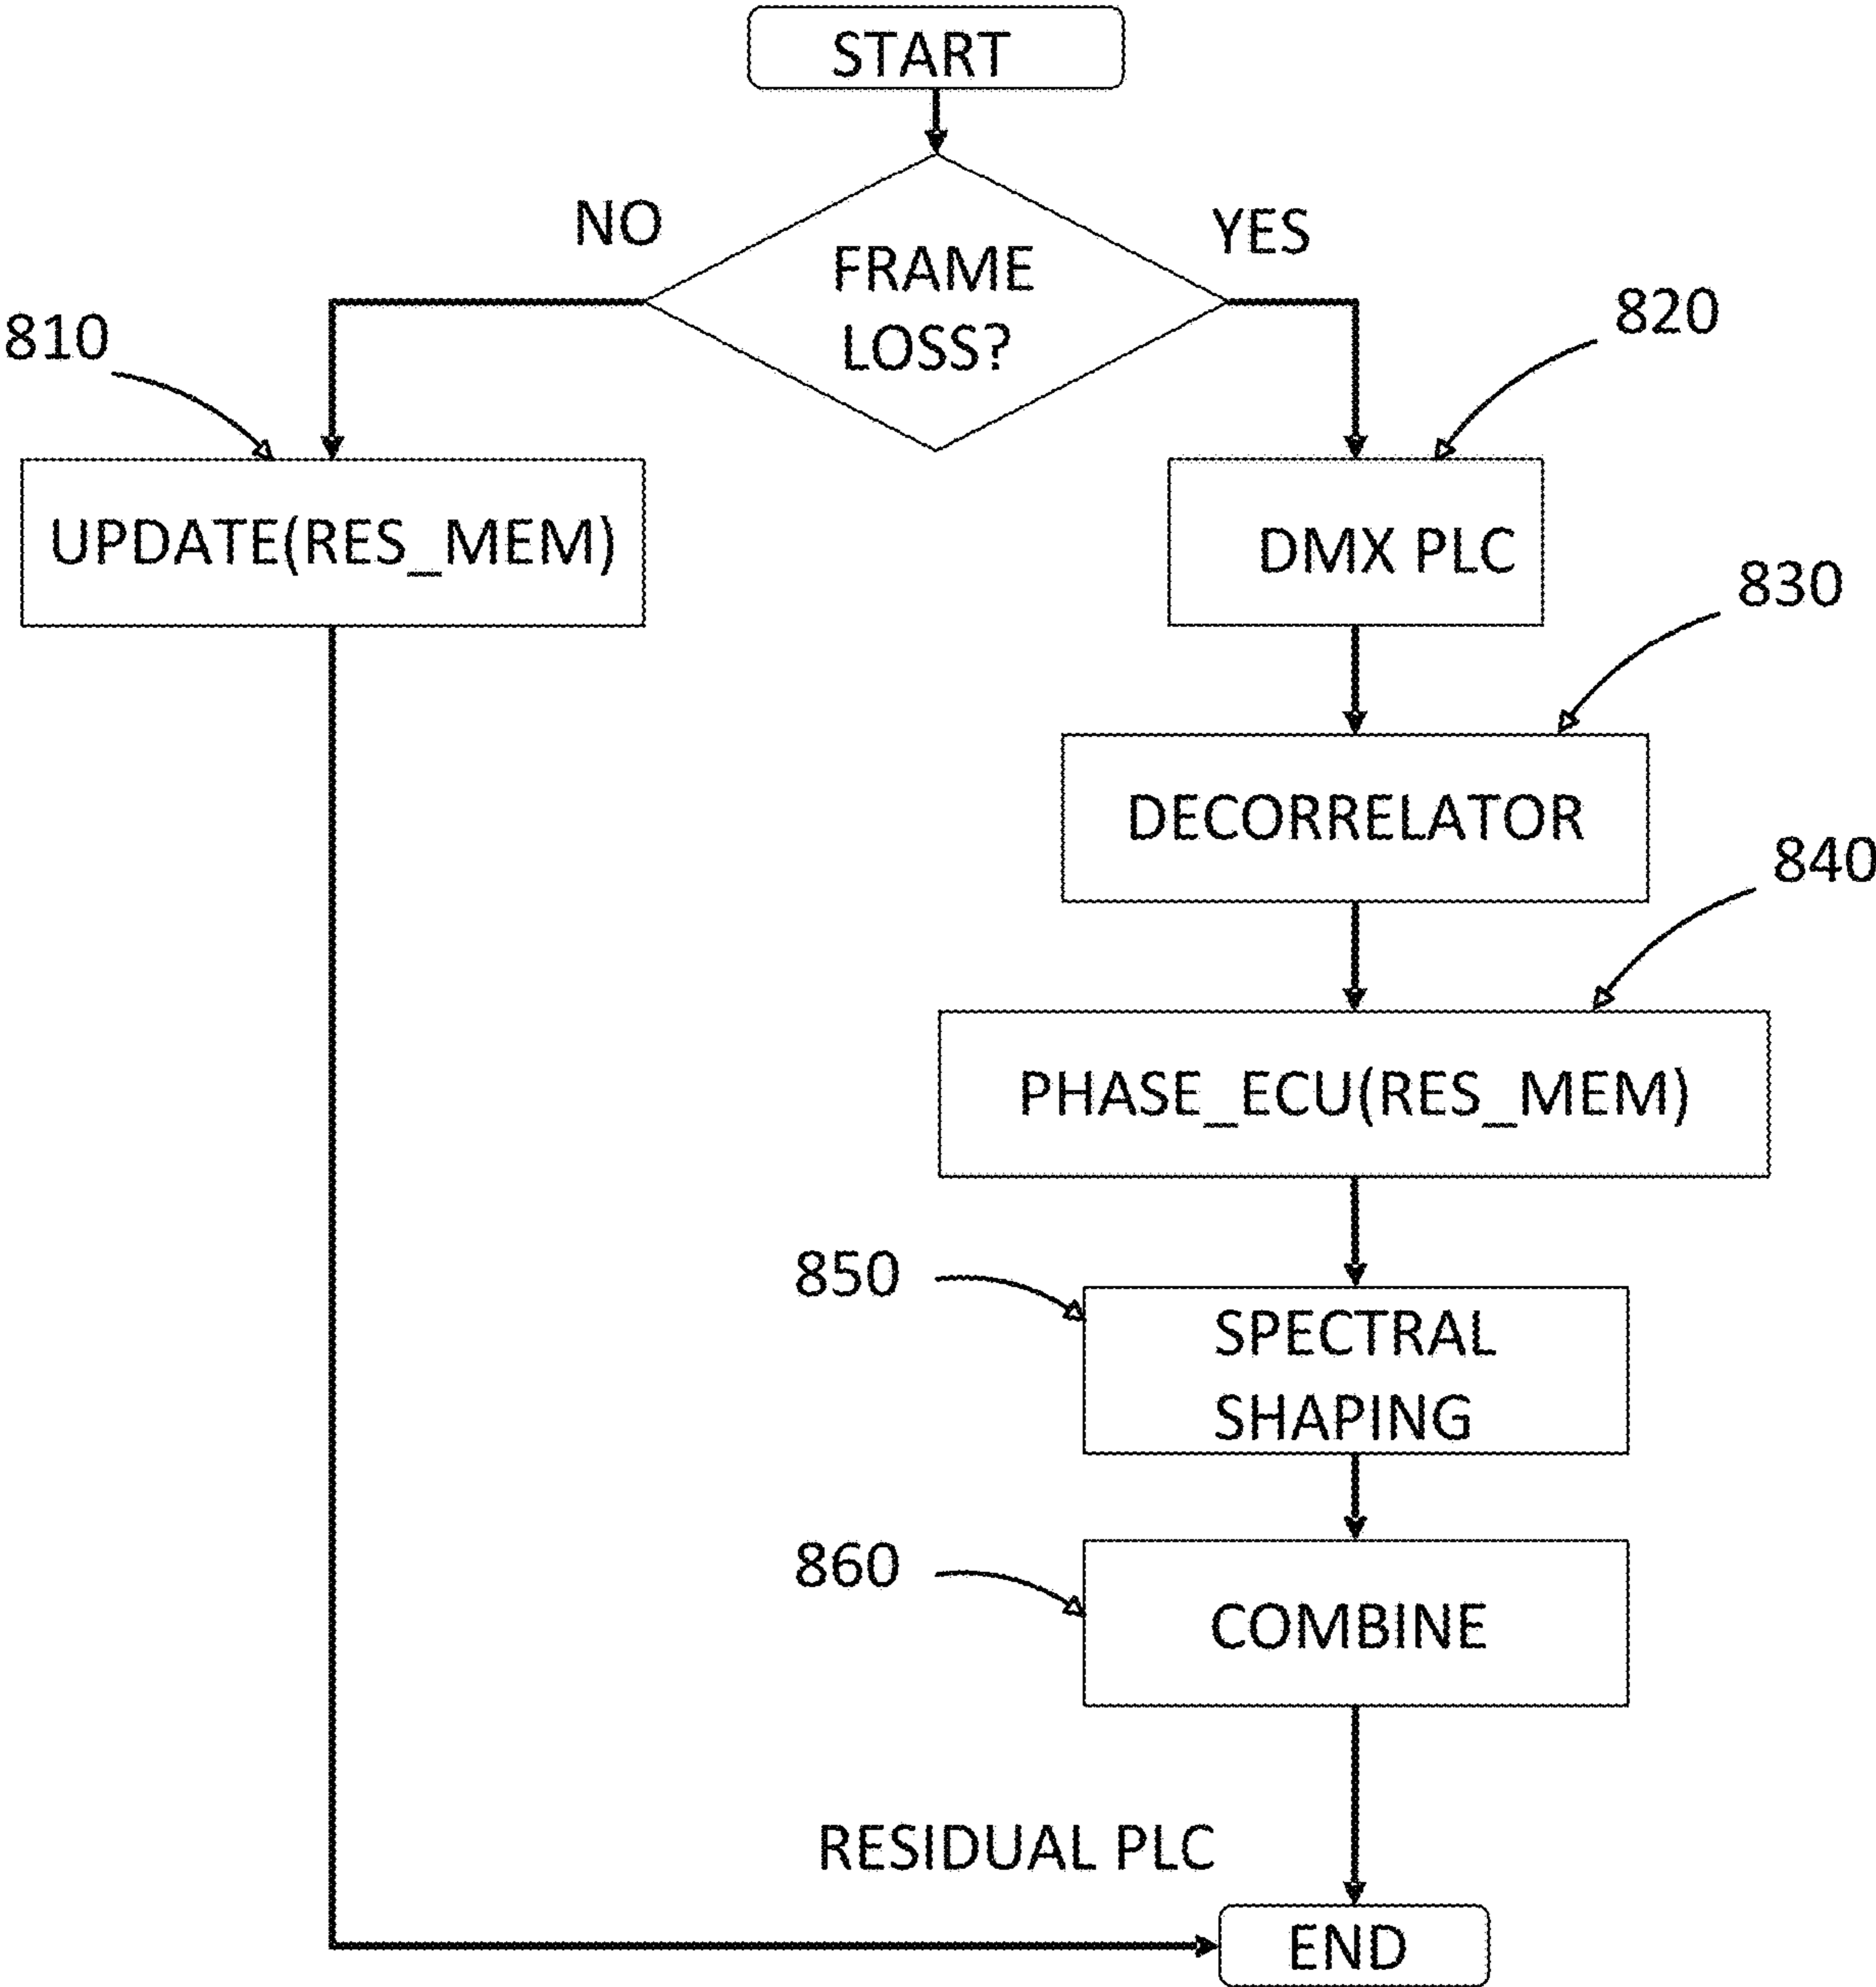 START
NO
YES
FRAME
LOSS?
810
820
UPDATE(RES_MEM)
DMX PLC
830
DECORRELATOR
840
PHASE_ECU(RES_MEM)
850
SPECTRAL
SHAPING
860
COMBINE
RESIDUAL PLC
END